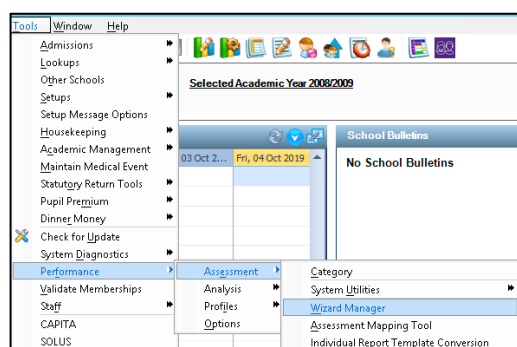 Tools Window Help
Admissions
Lookups
Other Schools
Setups
Setup Message Options
Housekeeping
Academic Management
Maintain Medical Event
Statutory Return Tools
Pupil Premium
Dinner Money
Check for Update
System Diagnostics
Performance
Validate Memberships
Staff
CAPITA
SOLUS
Selected Academic Year 2008/2009
03 Oct 2... Fri, 04 Oct 2019
School Bulletins
No School Bulletins
Assessment
Analysis
Profiles
Options
Category
System Utilities
Wizard Manager
Assessment Mapping Tool
Individual Report Template Conversion